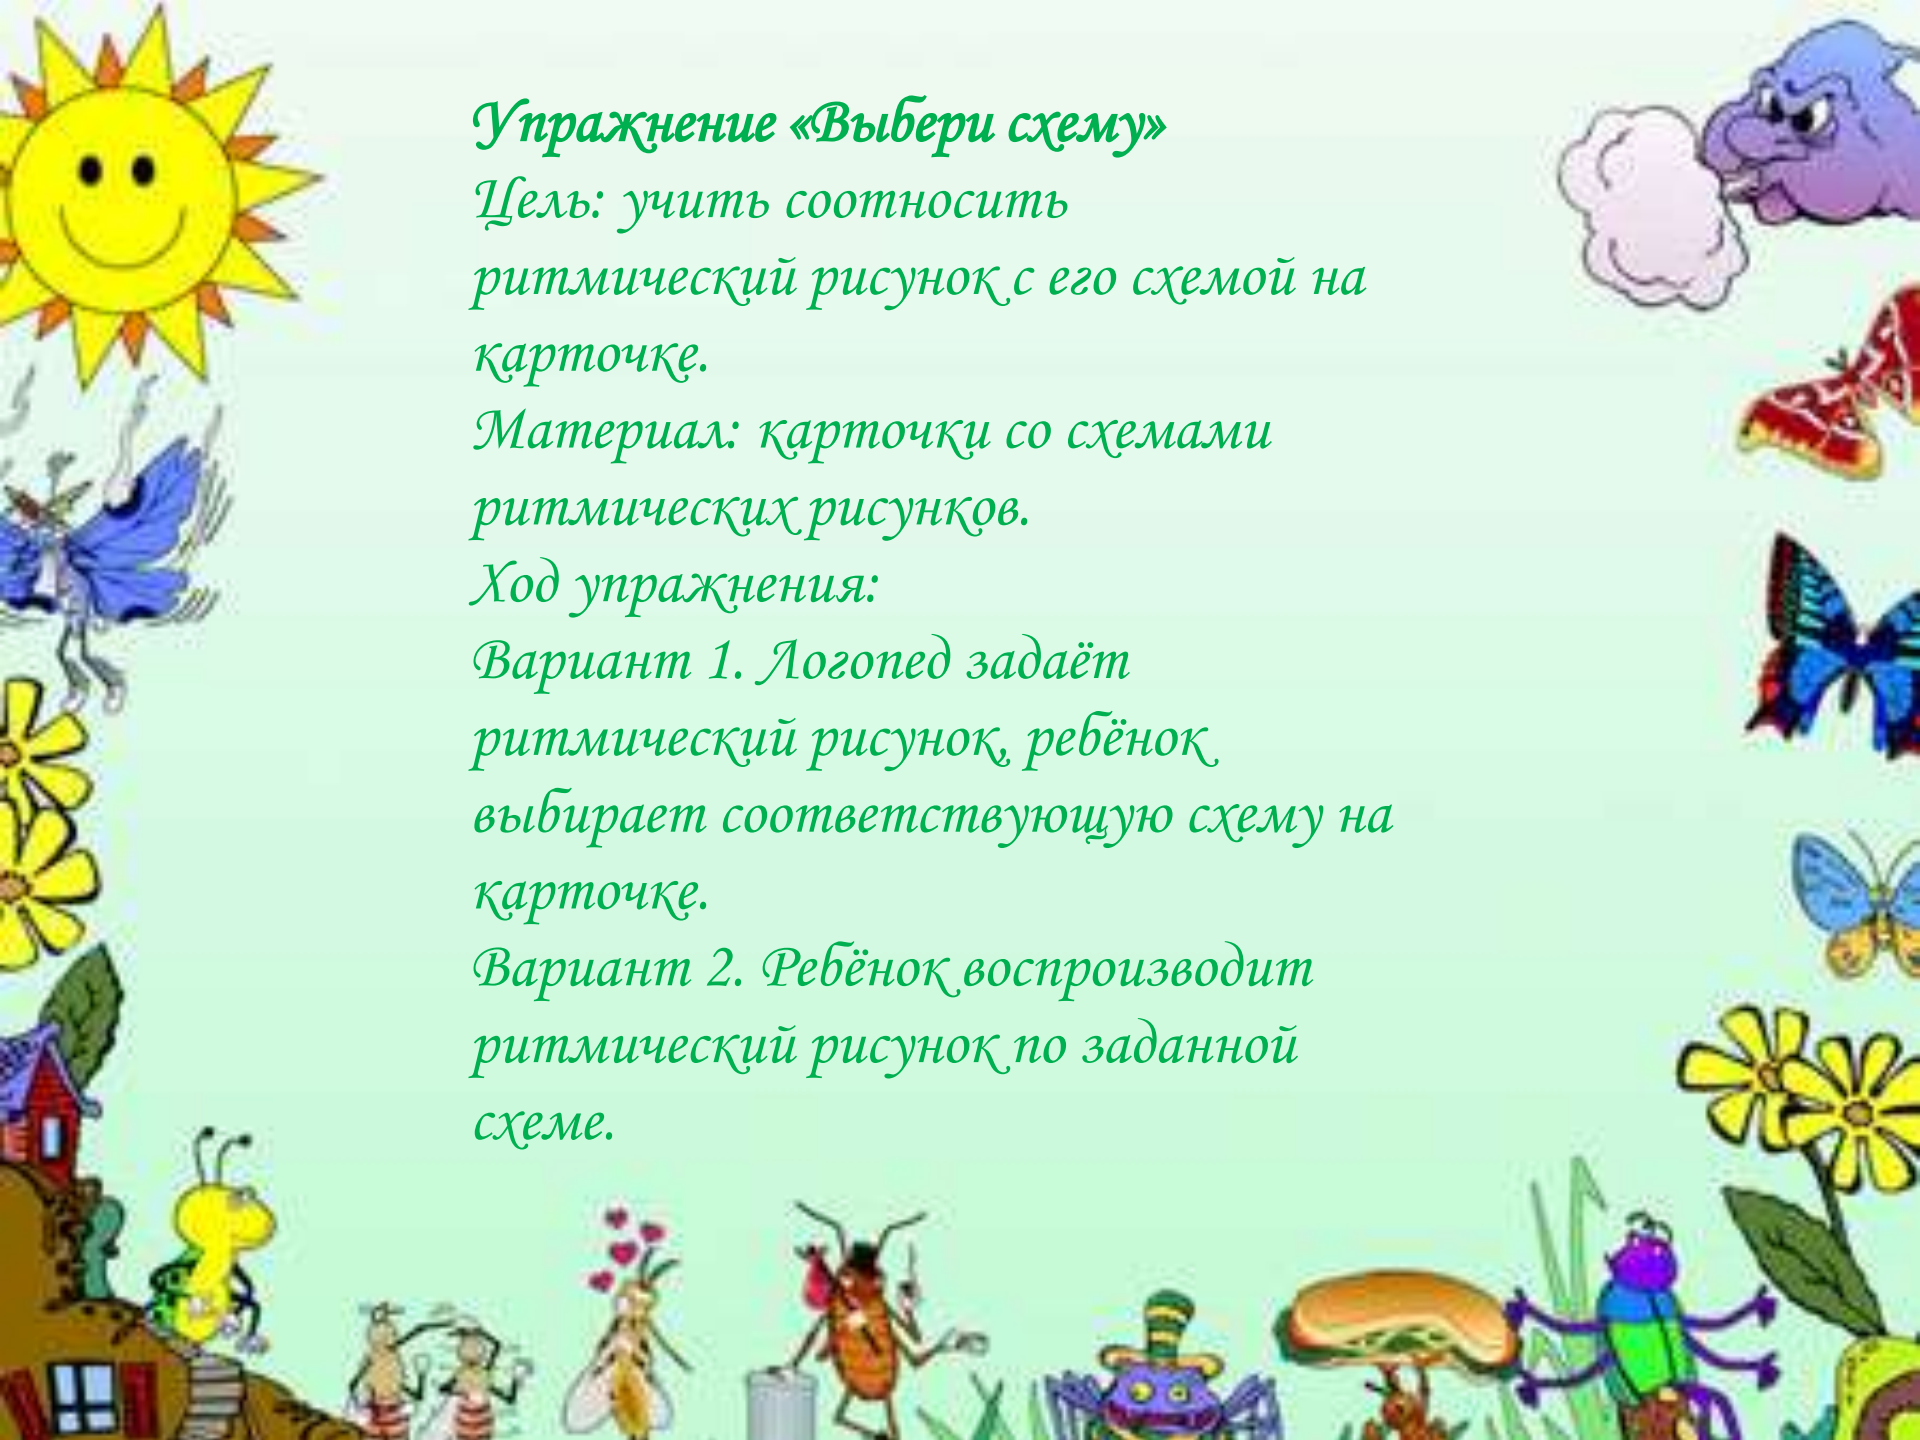 Упражнение «Выбери схему»
Цель: учить соотносить
ритмический рисунок с его схемой на
карточке.
Материал: карточки со схемами
ритмических рисунков.
Ход упражнения:
Вариант 1. Логопед задаёт
ритмический рисунок, ребёнок
выбирает соответствующую схему на
карточке.
Вариант 2. Ребёнок воспроизводит
ритмический рисунок по заданной
схеме.